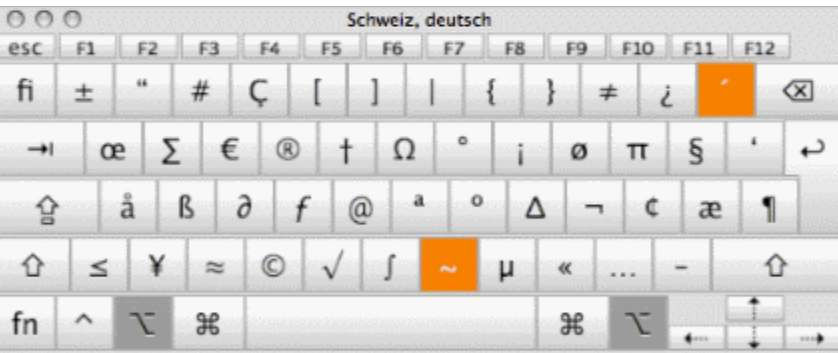 Schweiz, deutsch
esc F1 F2 F3 F4 F5 F6 F7 F8 F9 F10 F11 F12
ﬁ ± “ # Ç [ ] | { } ≠ ¿ ´ ⌫
⇥ œ ∑ € ® † Ω ° ¡ ø π § ‘ ↩
⇪ å ß ∂ ƒ @ ª º ∆ ¬ ¢ æ ¶
⇧ ≤ ¥ ≈ © √ ∫ ~ µ « … – ⇧
fn ^ ⌥ ⌘ ⌘ ⌥ ⇠ ⇡ ⇣ ⇢